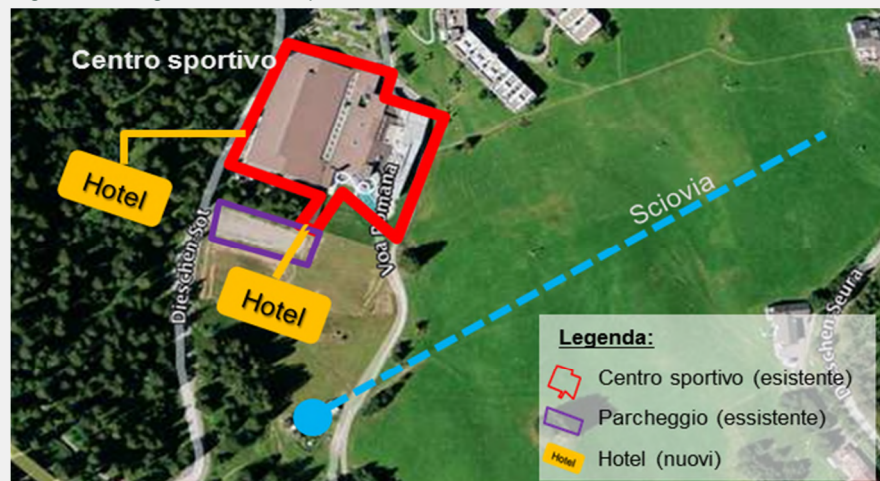 Centro sportivo
Hotel
Dieschen Sot
Voa Romana
Hotel
Sciovia
Dieschen Seura
Legenda:
Centro sportivo (esistente)
Parcheggio (essistente)
Hotel Hotel (nuovi)